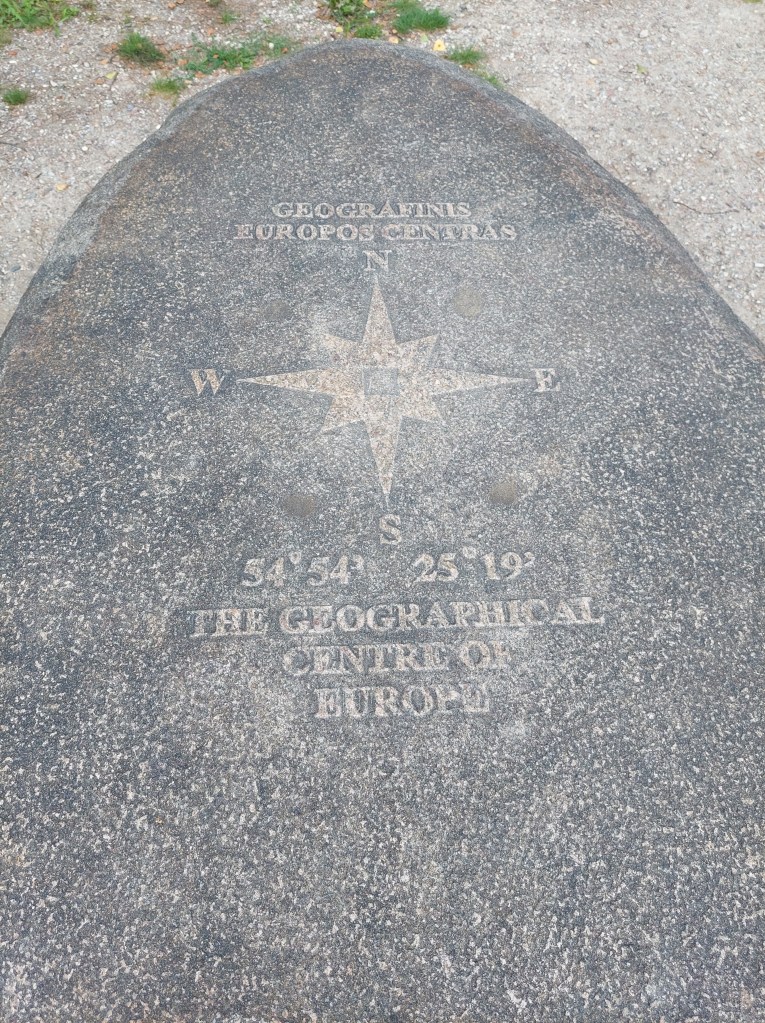 GEOGRAFINIS
EUROPOS CENTRAS
N
W E
S
54°54' 25°19'
THE GEOGRAPHICAL
CENTRE OF
EUROPE